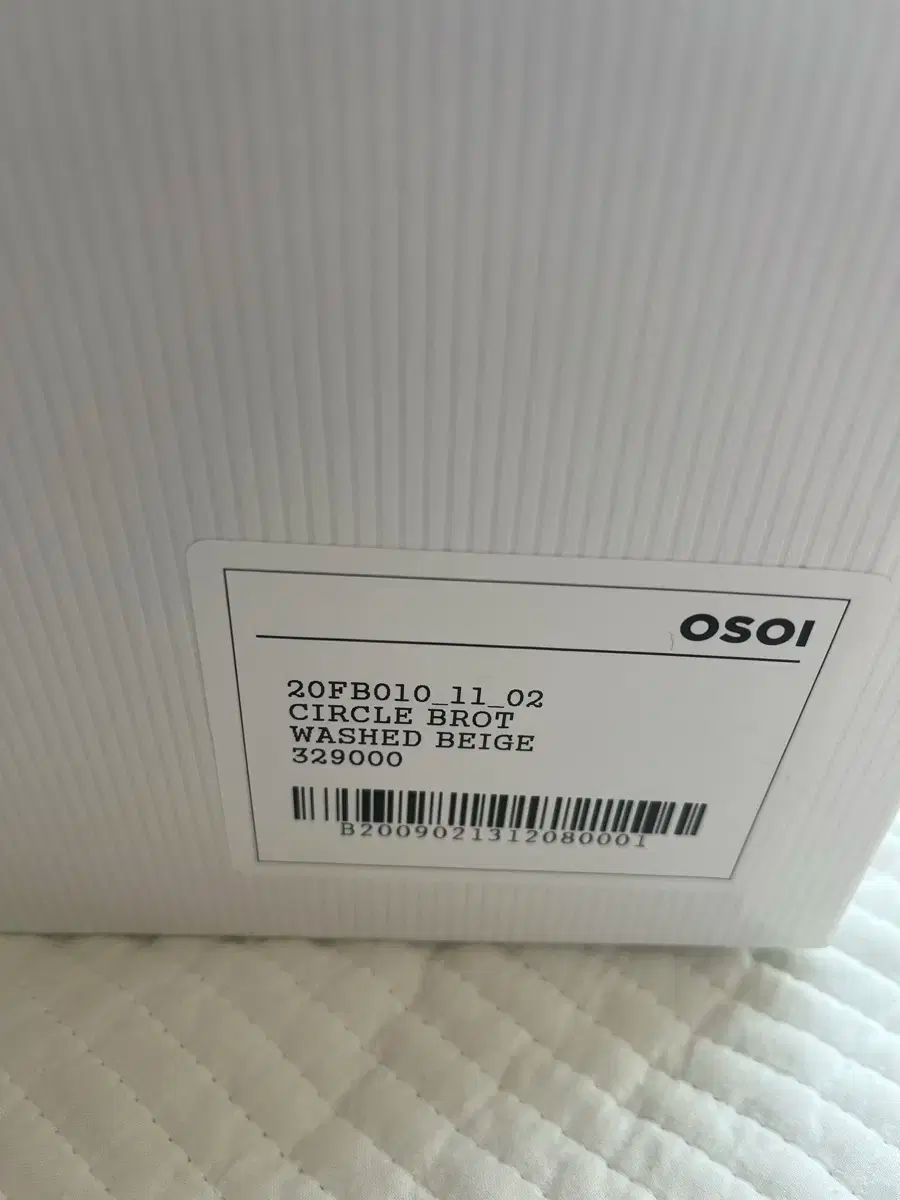 OSOI
20FB010_11_02
CIRCLE BROT
WASHED BEIGE
329000
B2009021312080001